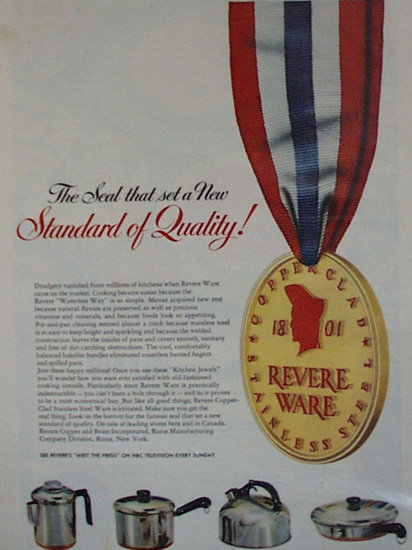 The Seal that set a New
Standard of Quality!
Drudgery vanished from millions of kitchens when Revere Ware
came on the market. Cooking became easier because the
Revere "Waterless Way" is so simple. Menus acquired new zest
because natural flavors are preserved as well as precious
vitamins and minerals, and because foods look so appetizing.
Pot-and-pan cleaning seemed almost a cinch because stainless steel
is so easy to keep bright and sparkling and because the welded
construction leaves the insides of pans and covers smooth, sanitary
and free of dirt-catching obstructions. The cool, comfortably
balanced bakelite handles eliminated countless burned fingers
and spilled pans.
Join these happy millions! Once you use these "Kitchen Jewels"
you'll wonder how you were ever satisfied with old-fashioned
cooking utensils. Particularly since Revere Ware is practically
indestructible – you can't burn a hole through it – and so it proves
to be a most economical buy. But like all good things, Revere Copper-
Clad Stainless Steel Ware is imitated. Make sure you get the
real thing. Look on the bottom for the famous seal that set a new
standard of quality. On sale at leading stores here and in Canada.
Revere Copper and Brass Incorporated, Rome Manufacturing
Company Division, Rome, New York.
SEE REVERE'S "MEET THE PRESS" ON NBC TELEVISION EVERY SUNDAY
COPPER CLAD
18 01
REVERE
WARE
STAINLESS STEEL